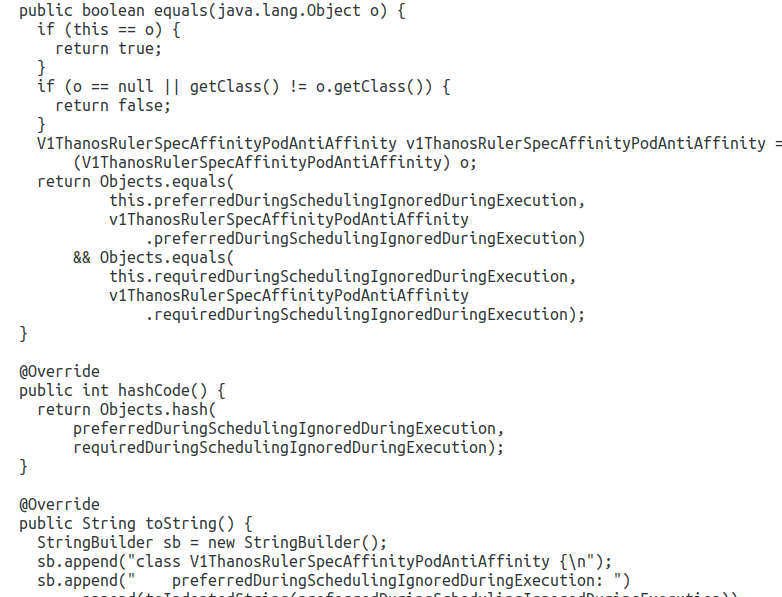 public boolean equals(java.lang.Object o) {
if (this == o) {
return true;
}
if (o == null || getClass() != o.getClass()) {
return false;
}
V1ThanosRulerSpecAffinityPodAntiAffinity v1ThanosRulerSpecAffinityPodAntiAffinity =
(V1ThanosRulerSpecAffinityPodAntiAffinity) o;
return Objects.equals(
this.preferredDuringSchedulingIgnoredDuringExecution,
v1ThanosRulerSpecAffinityPodAntiAffinity
.preferredDuringSchedulingIgnoredDuringExecution)
&& Objects.equals(
this.requiredDuringSchedulingIgnoredDuringExecution,
v1ThanosRulerSpecAffinityPodAntiAffinity
.requiredDuringSchedulingIgnoredDuringExecution);
}
@Override
public int hashCode() {
return Objects.hash(
preferredDuringSchedulingIgnoredDuringExecution,
requiredDuringSchedulingIgnoredDuringExecution);
}
@Override
public String toString() {
StringBuilder sb = new StringBuilder();
sb.append("class V1ThanosRulerSpecAffinityPodAntiAffinity {\n");
sb.append("    preferredDuringSchedulingIgnoredDuringExecution: ")